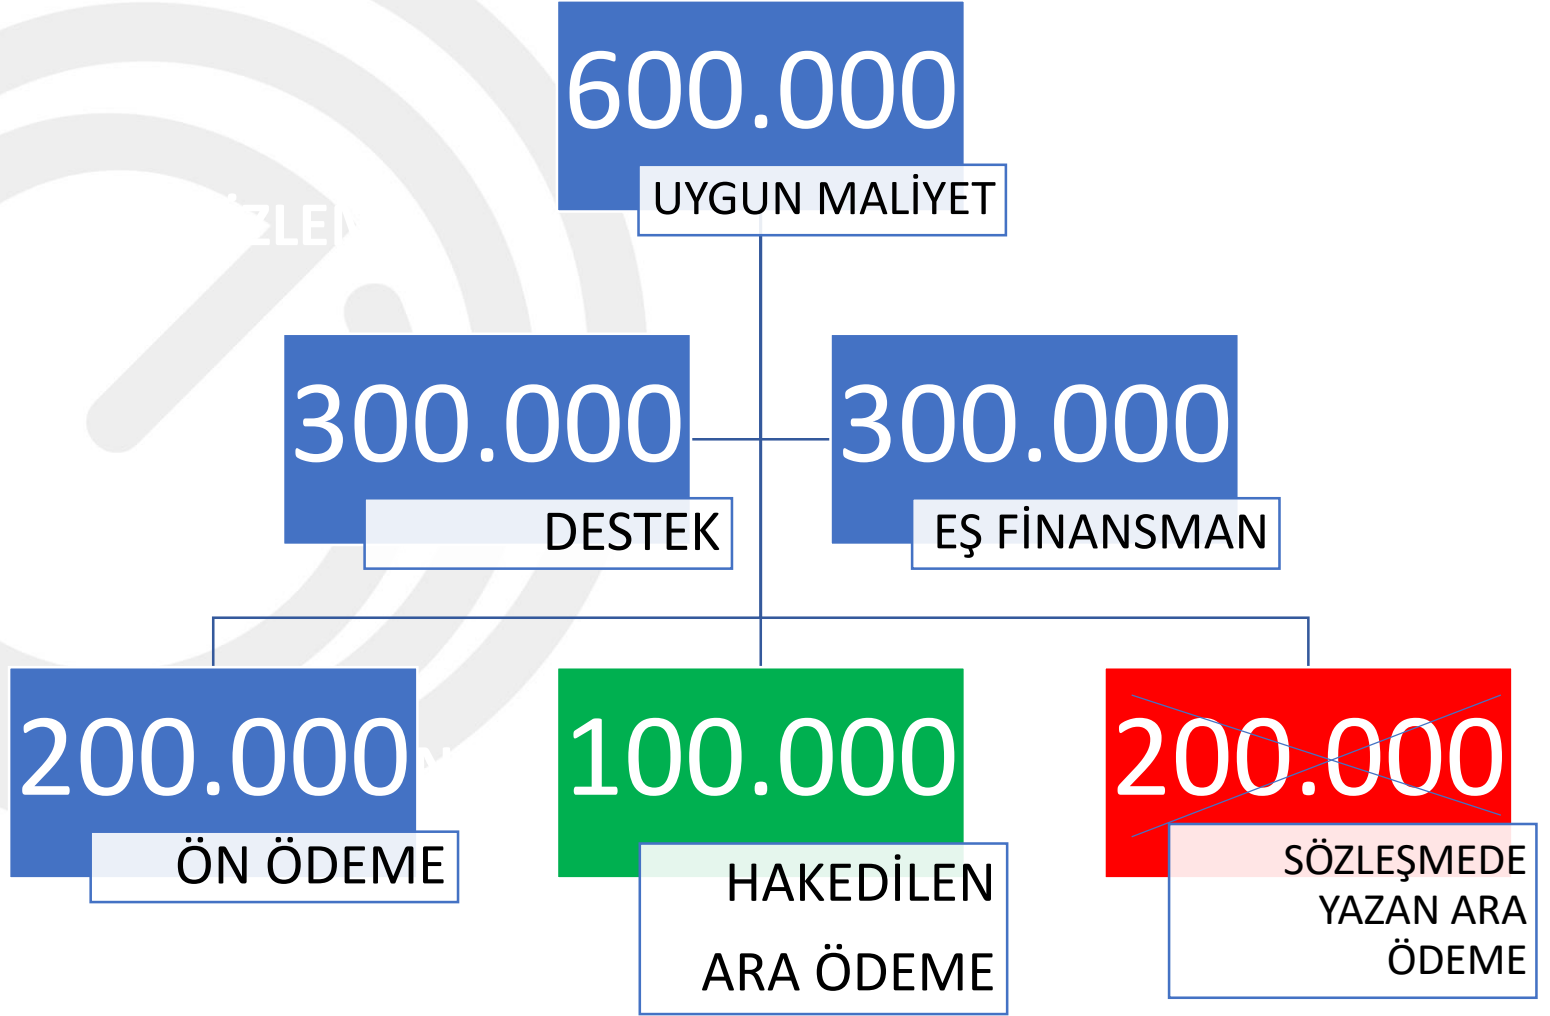 600.000
UYGUN MALİYET
İZLEM
300.000
DESTEK
300.000
EŞ FİNANSMAN
200.000
ÖN ÖDEME
100.000
HAKEDİLEN
ARA ÖDEME
200.000
SÖZLEŞMEDE
YAZAN ARA
ÖDEME